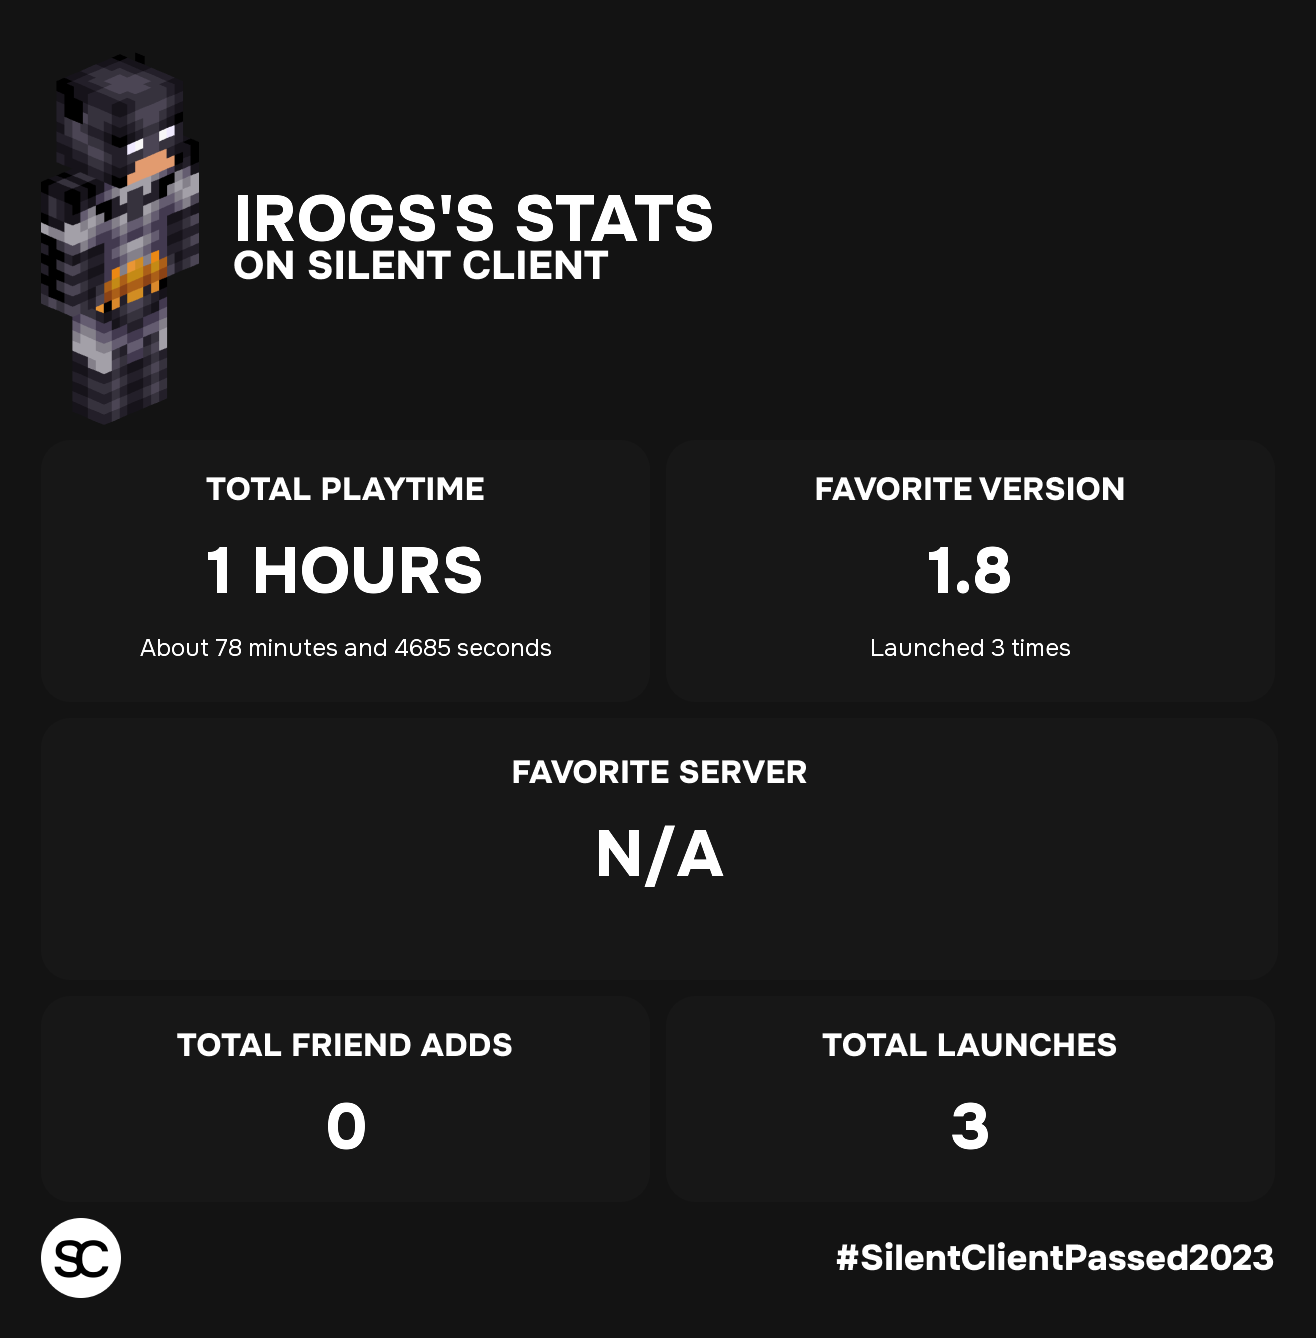 IROGS'S STATS
ON SILENT CLIENT
TOTAL PLAYTIME
1 HOURS
About 78 minutes and 4685 seconds
FAVORITE VERSION
1.8
Launched 3 times
FAVORITE SERVER
N/A
TOTAL FRIEND ADDS
0
TOTAL LAUNCHES
3
SC
#SilentClientPassed2023